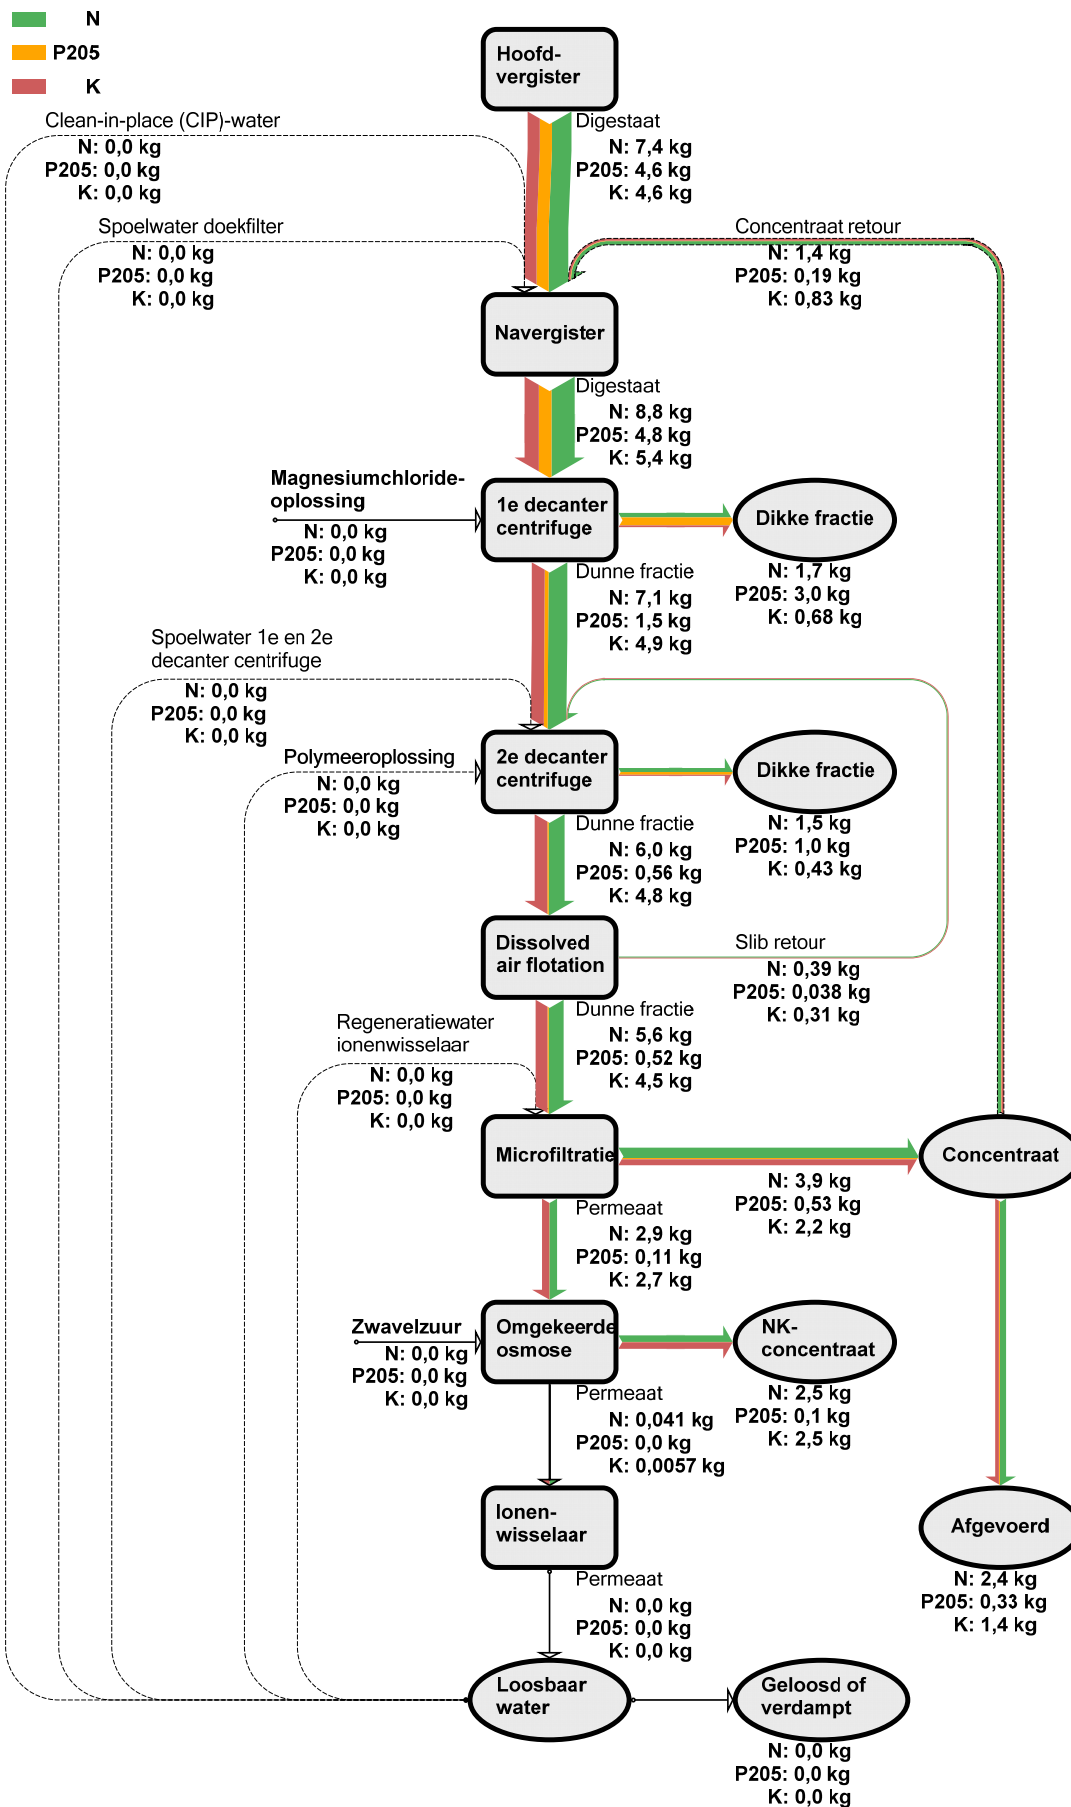 N
P205
K
Hoofd-
vergister
Clean-in-place (CIP)-water
N: 0,0 kg
P205: 0,0 kg
K: 0,0 kg
Digestaat
N: 7,4 kg
P205: 4,6 kg
K: 4,6 kg
Spoelwater doekfilter
N: 0,0 kg
P205: 0,0 kg
K: 0,0 kg
Concentraat retour
N: 1,4 kg
P205: 0,19 kg
K: 0,83 kg
Navergister
Digestaat
N: 8,8 kg
P205: 4,8 kg
K: 5,4 kg
Magnesiumchloride-
oplossing
N: 0,0 kg
P205: 0,0 kg
K: 0,0 kg
1e decanter
centrifuge
Dikke fractie
N: 1,7 kg
P205: 3,0 kg
K: 0,68 kg
Dunne fractie
N: 7,1 kg
P205: 1,5 kg
K: 4,9 kg
Spoelwater 1e en 2e
decanter centrifuge
N: 0,0 kg
P205: 0,0 kg
K: 0,0 kg
Polymeeroplossing
N: 0,0 kg
P205: 0,0 kg
K: 0,0 kg
2e decanter
centrifuge
Dikke fractie
N: 1,5 kg
P205: 1,0 kg
K: 0,43 kg
Dunne fractie
N: 6,0 kg
P205: 0,56 kg
K: 4,8 kg
Dissolved
air flotation
Slib retour
N: 0,39 kg
P205: 0,038 kg
K: 0,31 kg
Dunne fractie
N: 5,6 kg
P205: 0,52 kg
K: 4,5 kg
Regeneratiewater
ionenwisselaar
N: 0,0 kg
P205: 0,0 kg
K: 0,0 kg
Microfiltratie
N: 3,9 kg
P205: 0,53 kg
K: 2,2 kg
Concentraat
Permeaat
N: 2,9 kg
P205: 0,11 kg
K: 2,7 kg
Zwavelzuur
N: 0,0 kg
P205: 0,0 kg
K: 0,0 kg
Omgekeerde
osmose
NK-
concentraat
N: 2,5 kg
P205: 0,1 kg
K: 2,5 kg
Permeaat
N: 0,041 kg
P205: 0,0 kg
K: 0,0057 kg
Ionen-
wisselaar
Afgevoerd
N: 2,4 kg
P205: 0,33 kg
K: 1,4 kg
Permeaat
N: 0,0 kg
P205: 0,0 kg
K: 0,0 kg
Loosbaar
water
Geloosd of
verdampt
N: 0,0 kg
P205: 0,0 kg
K: 0,0 kg